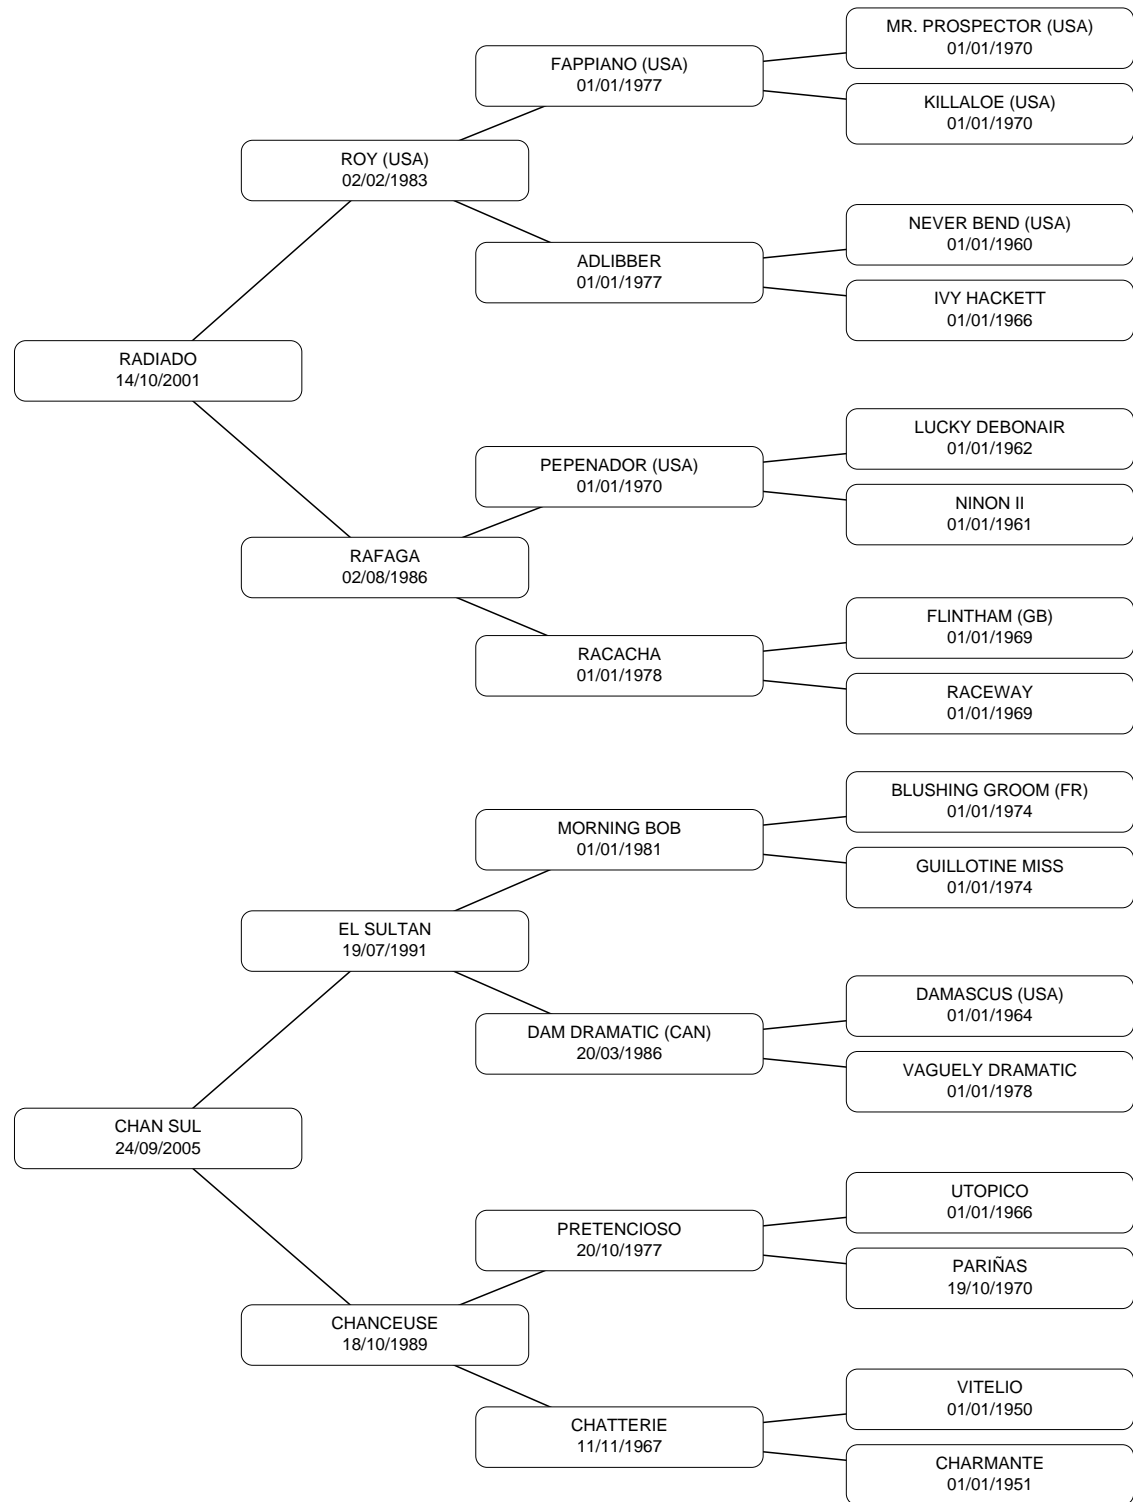 MR. PROSPECTOR (USA)
01/01/1970
FAPPIANO (USA)
01/01/1977
KILLALOE (USA)
01/01/1970
ROY (USA)
02/02/1983
NEVER BEND (USA)
01/01/1960
ADLIBBER
01/01/1977
IVY HACKETT
01/01/1966
RADIADO
14/10/2001
LUCKY DEBONAIR
01/01/1962
PEPENADOR (USA)
01/01/1970
NINON II
01/01/1961
RAFAGA
02/08/1986
FLINTHAM (GB)
01/01/1969
RACACHA
01/01/1978
RACEWAY
01/01/1969
BLUSHING GROOM (FR)
01/01/1974
MORNING BOB
01/01/1981
GUILLOTINE MISS
01/01/1974
EL SULTAN
19/07/1991
DAMASCUS (USA)
01/01/1964
DAM DRAMATIC (CAN)
20/03/1986
VAGUELY DRAMATIC
01/01/1978
CHAN SUL
24/09/2005
UTOPICO
01/01/1966
PRETENCIOSO
20/10/1977
PARIÑAS
19/10/1970
CHANCEUSE
18/10/1989
VITELIO
01/01/1950
CHATTERIE
11/11/1967
CHARMANTE
01/01/1951